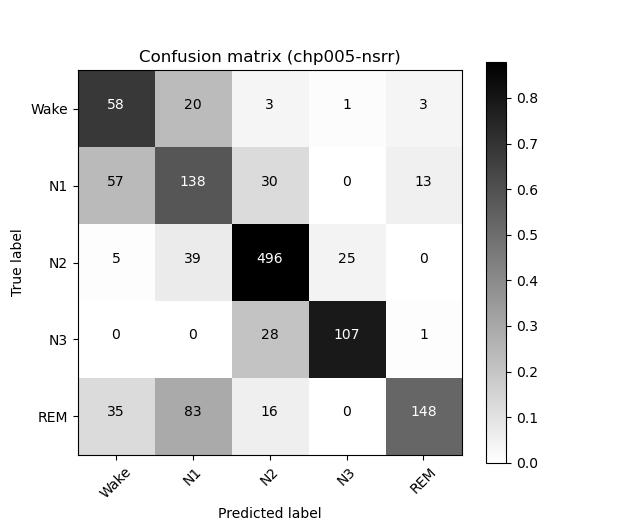 Confusion matrix (chp005-nsrr)
Wake 58 20 3 1 3
N1 57 138 30 0 13
N2 5 39 496 25 0
N3 0 0 28 107 1
REM 35 83 16 0 148
Wake N1 N2 N3 REM
Predicted label
True label
0.8
0.7
0.6
0.5
0.4
0.3
0.2
0.1
0.0